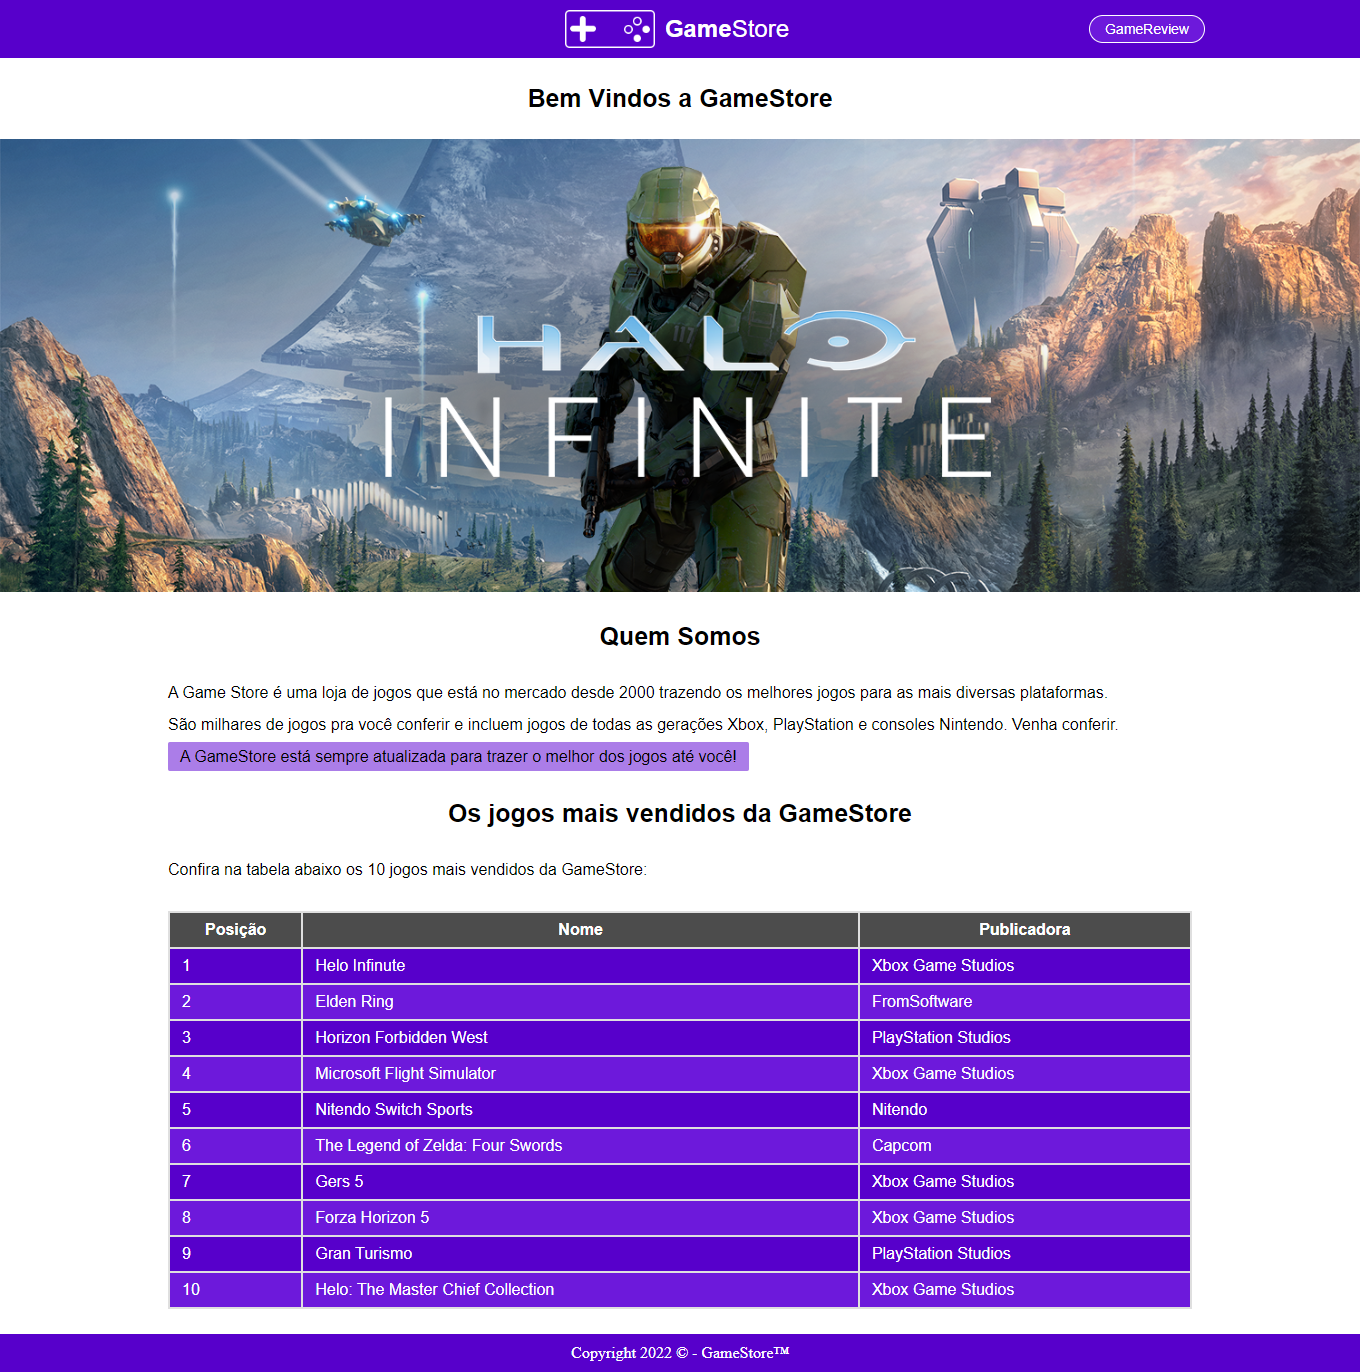 GameStore
GameReview
Bem Vindos a GameStore
HALO
INFINITE
Quem Somos
A Game Store é uma loja de jogos que está no mercado desde 2000 trazendo os melhores jogos para as mais diversas plataformas.
São milhares de jogos pra você conferir e incluem jogos de todas as gerações Xbox, PlayStation e consoles Nintendo. Venha conferir.
A GameStore está sempre atualizada para trazer o melhor dos jogos até você!
Os jogos mais vendidos da GameStore
Confira na tabela abaixo os 10 jogos mais vendidos da GameStore:
Posição Nome Publicadora
1 Helo Infinute Xbox Game Studios
2 Elden Ring FromSoftware
3 Horizon Forbidden West PlayStation Studios
4 Microsoft Flight Simulator Xbox Game Studios
5 Nitendo Switch Sports Nitendo
6 The Legend of Zelda: Four Swords Capcom
7 Gers 5 Xbox Game Studios
8 Forza Horizon 5 Xbox Game Studios
9 Gran Turismo PlayStation Studios
10 Helo: The Master Chief Collection Xbox Game Studios
Copyright 2022 © - GameStore™